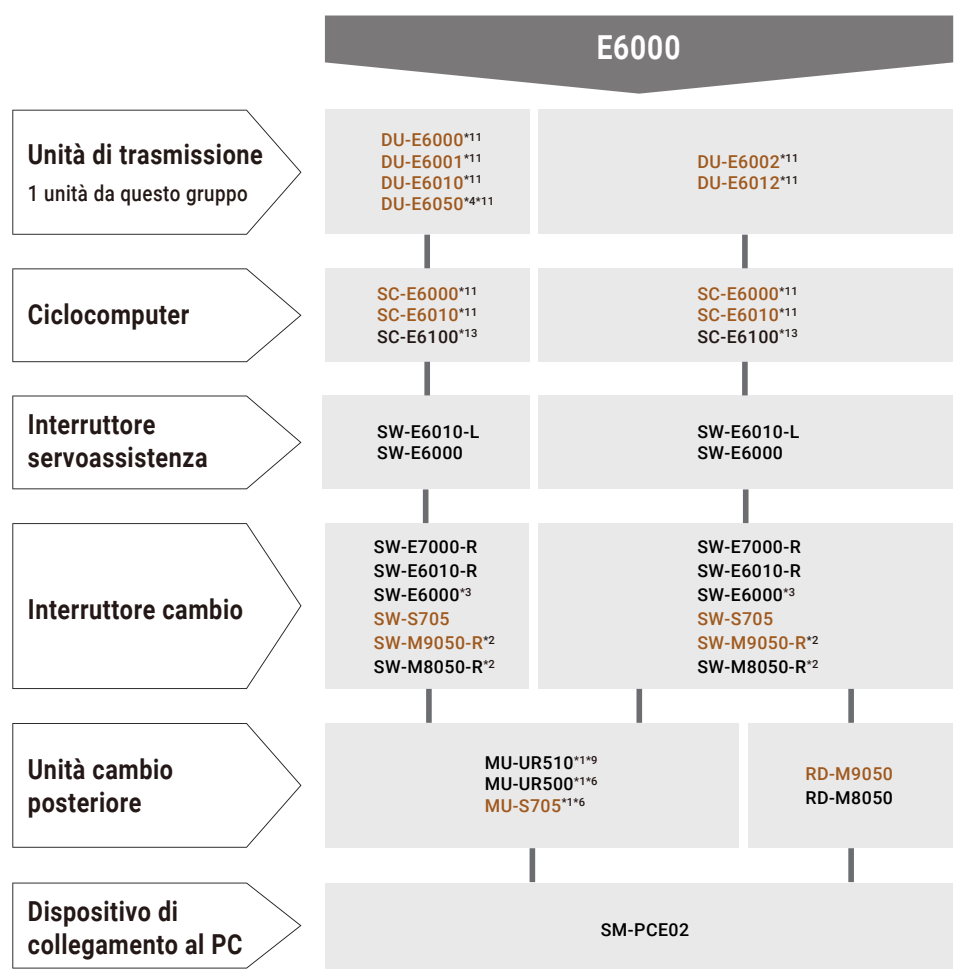 E6000
Unità di trasmissione
1 unità da questo gruppo
DU-E6000*11
DU-E6001*11
DU-E6010*11
DU-E6050*4*11
DU-E6002*11
DU-E6012*11
Ciclocomputer
SC-E6000*11
SC-E6010*11
SC-E6100*13
SC-E6000*11
SC-E6010*11
SC-E6100*13
Interruttore
servoassistenza
SW-E6010-L
SW-E6000
SW-E6010-L
SW-E6000
Interruttore cambio
SW-E7000-R
SW-E6010-R
SW-E6000*3
SW-S705
SW-M9050-R*2
SW-M8050-R*2
SW-E7000-R
SW-E6010-R
SW-E6000*3
SW-S705
SW-M9050-R*2
SW-M8050-R*2
Unità cambio
posteriore
MU-UR510*1*9
MU-UR500*1*6
MU-S705*1*6
RD-M9050
RD-M8050
Dispositivo di
collegamento al PC
SM-PCE02